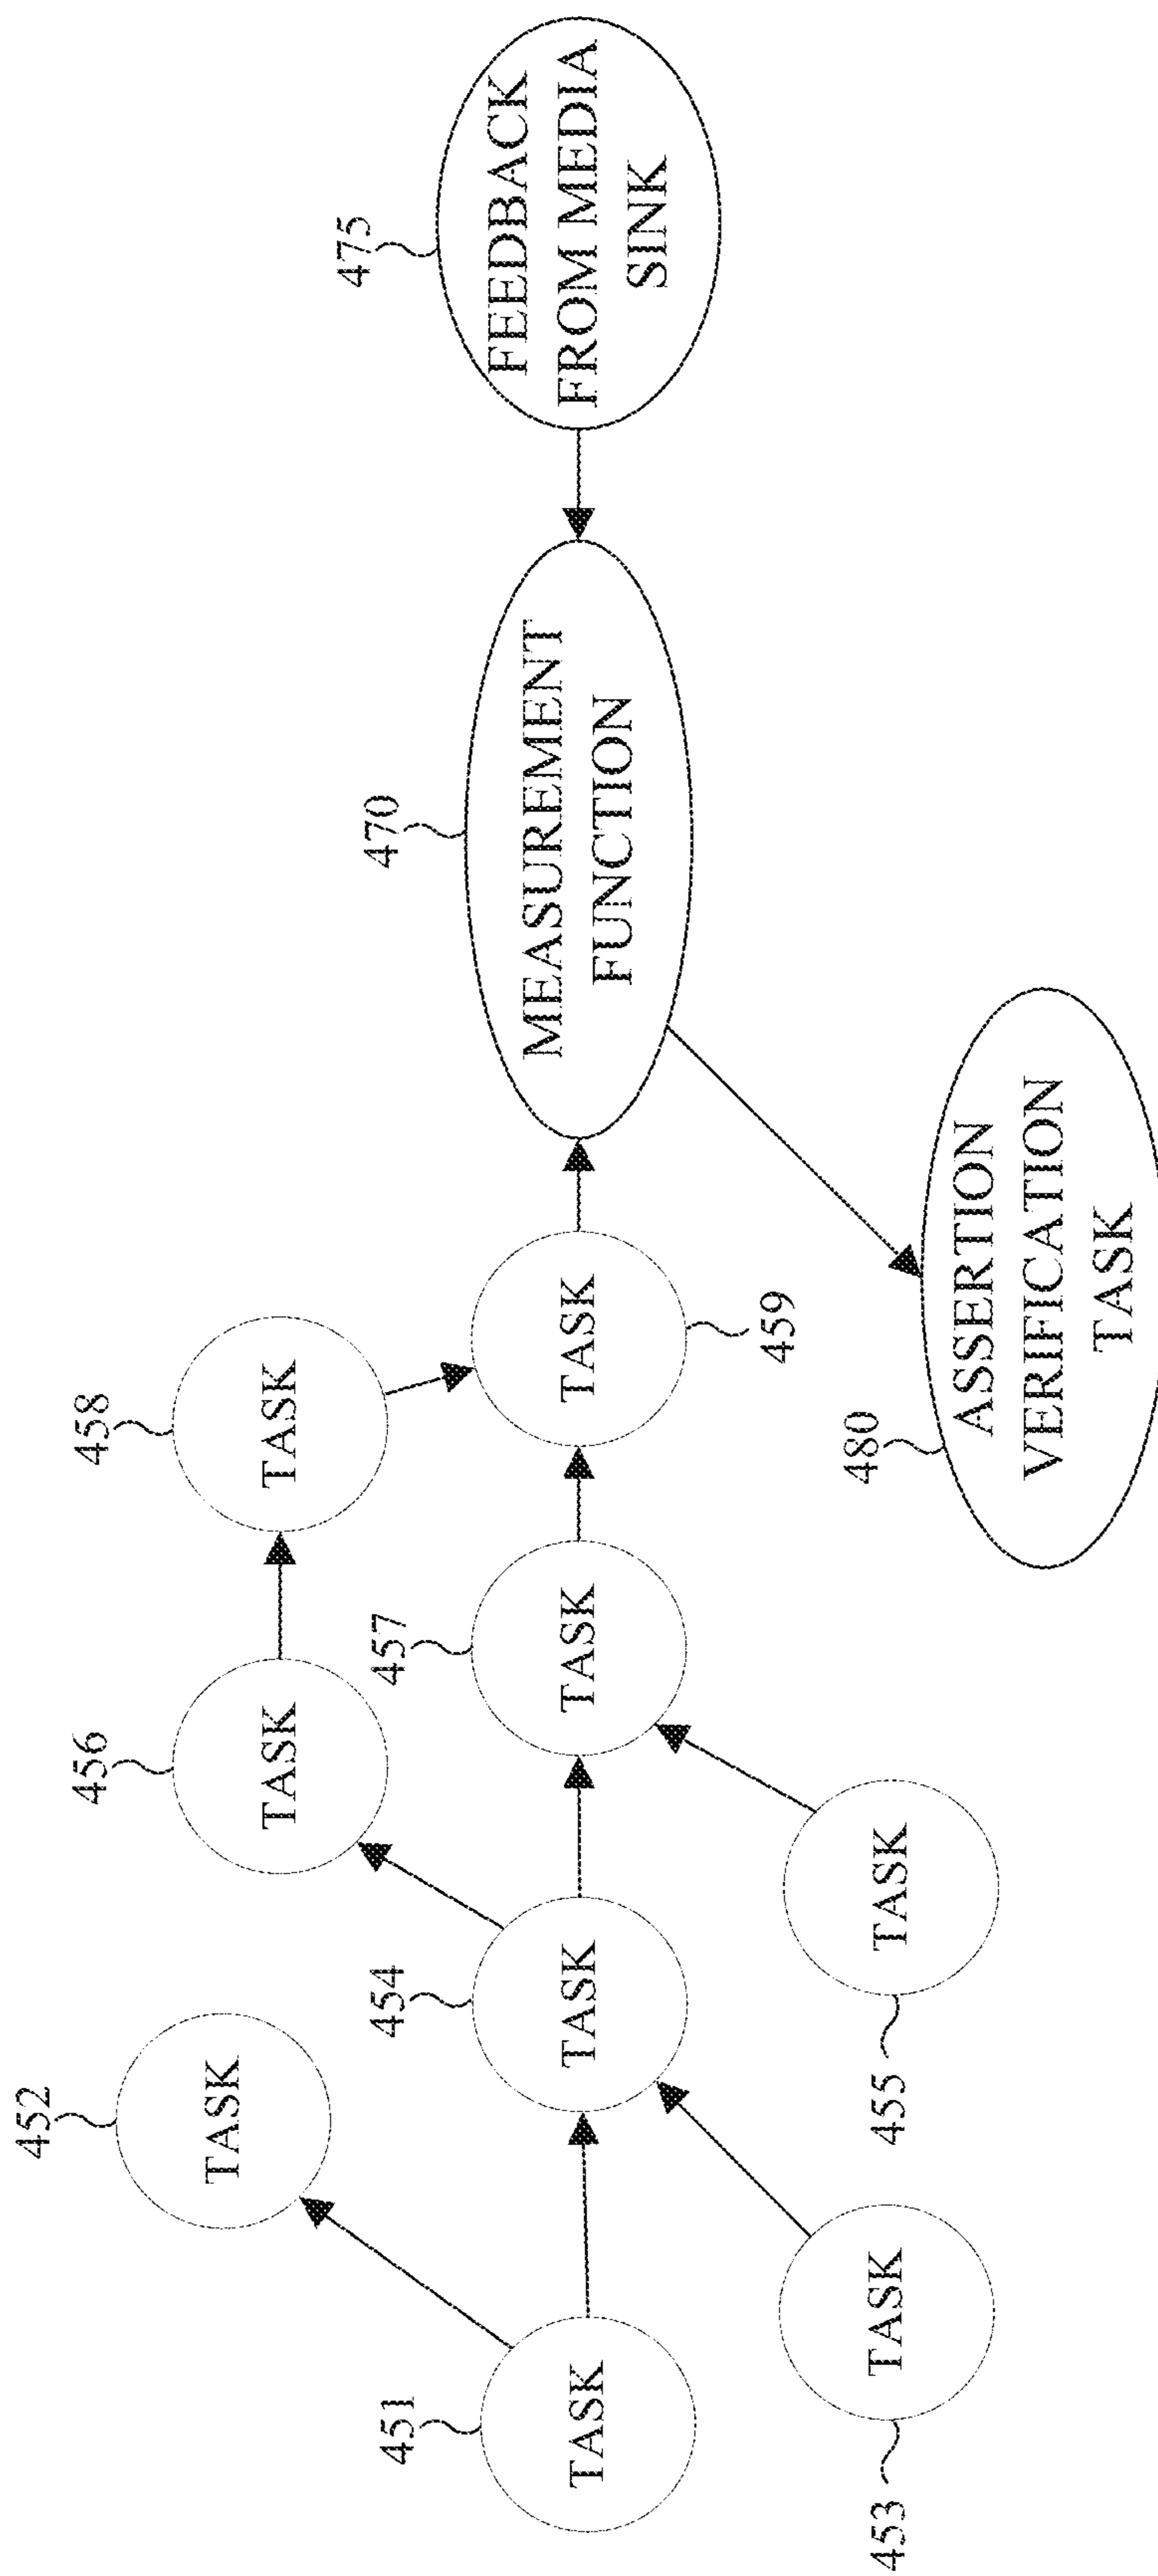 452
TASK
451
TASK
453
TASK
454
TASK
455
TASK
456
TASK
457
TASK
458
TASK
459
TASK
470
MEASUREMENT
FUNCTION
475
FEEDBACK
FROM MEDIA
SINK
480
ASSERTION
VERIFICATION
TASK